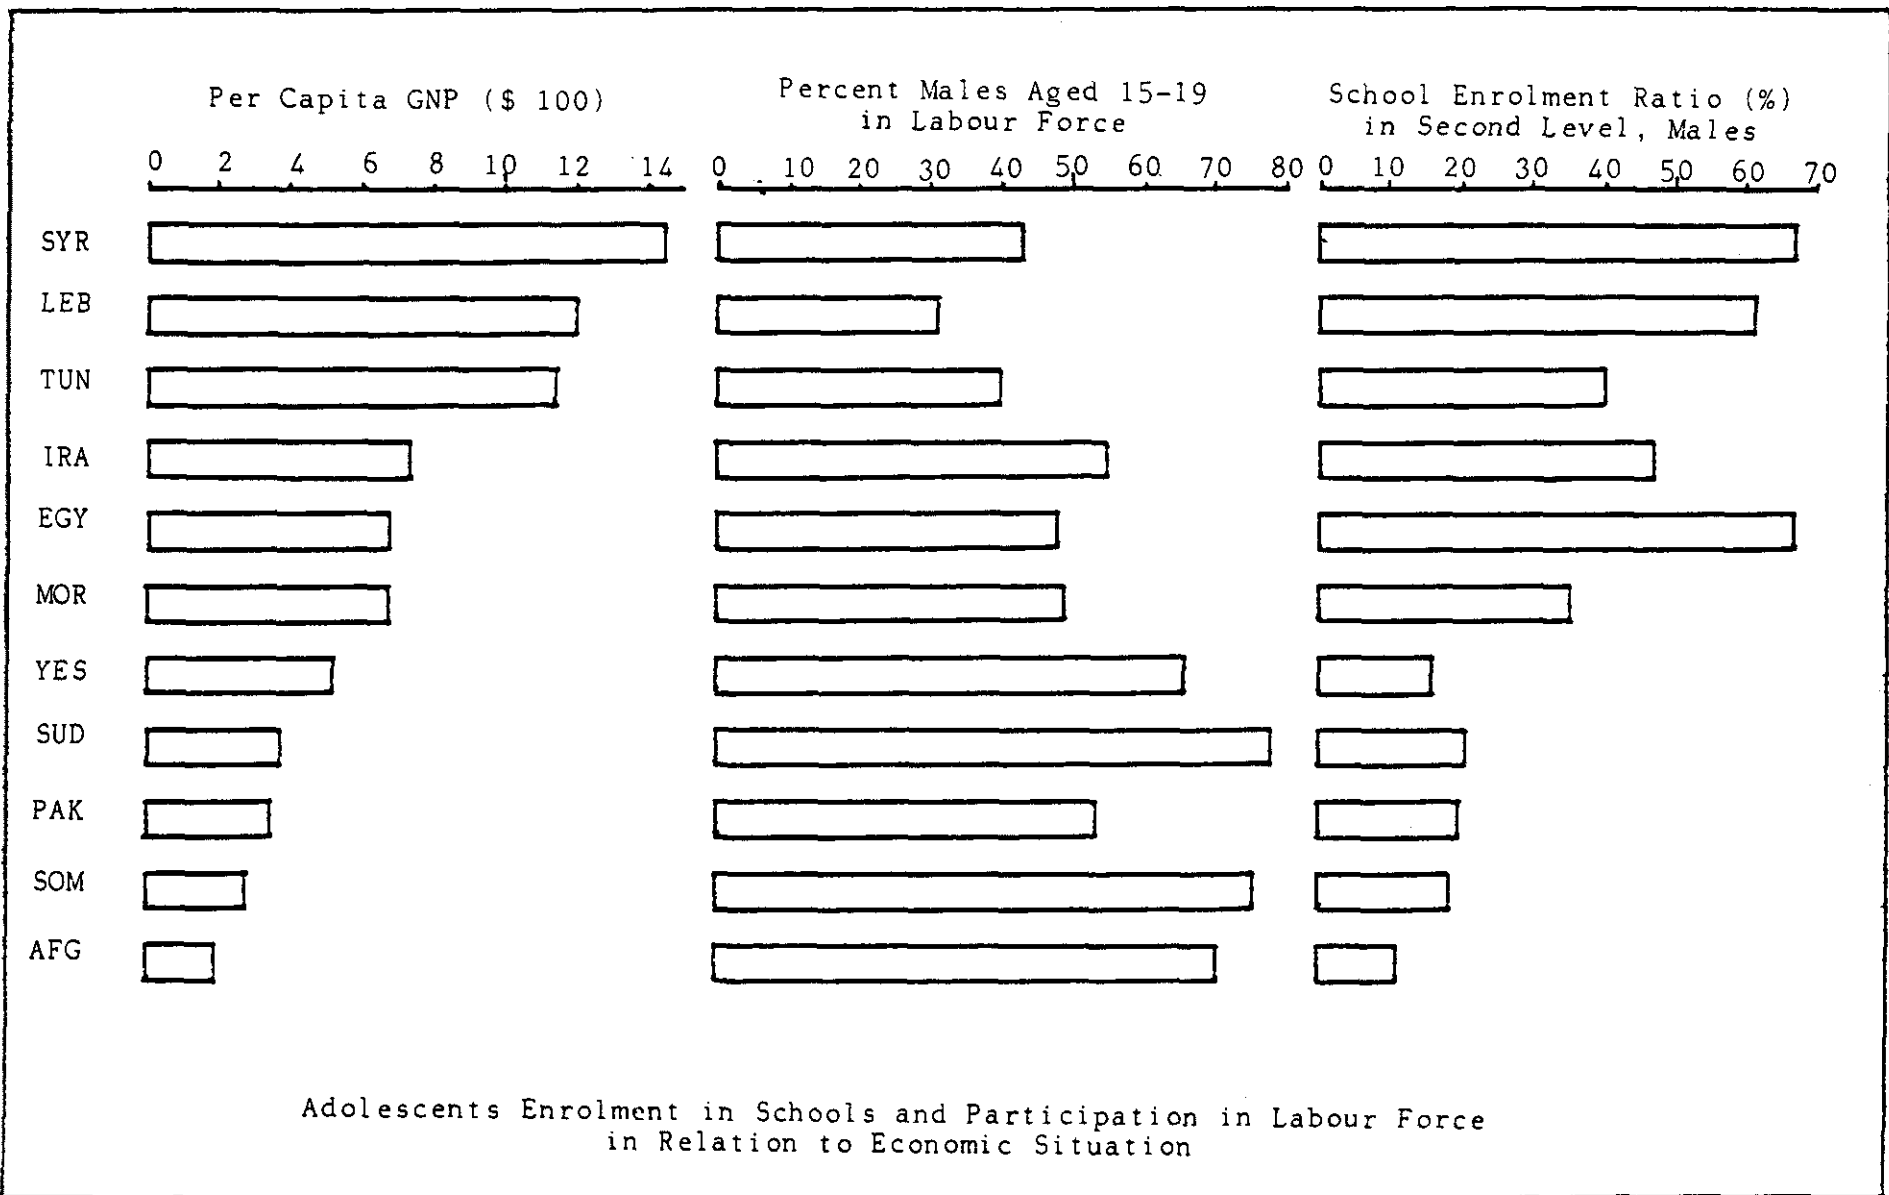 Per Capita GNP ($ 100)
Percent Males Aged 15-19
in Labour Force
School Enrolment Ratio (%)
in Second Level, Males
0 2 4 6 8 10 12 14
0 10 20 30 40 50 60 70 80
0 10 20 30 40 50 60 70
SYR
LEB
TUN
IRA
EGY
MOR
YES
SUD
PAK
SOM
AFG
Adolescents Enrolment in Schools and Participation in Labour Force
in Relation to Economic Situation